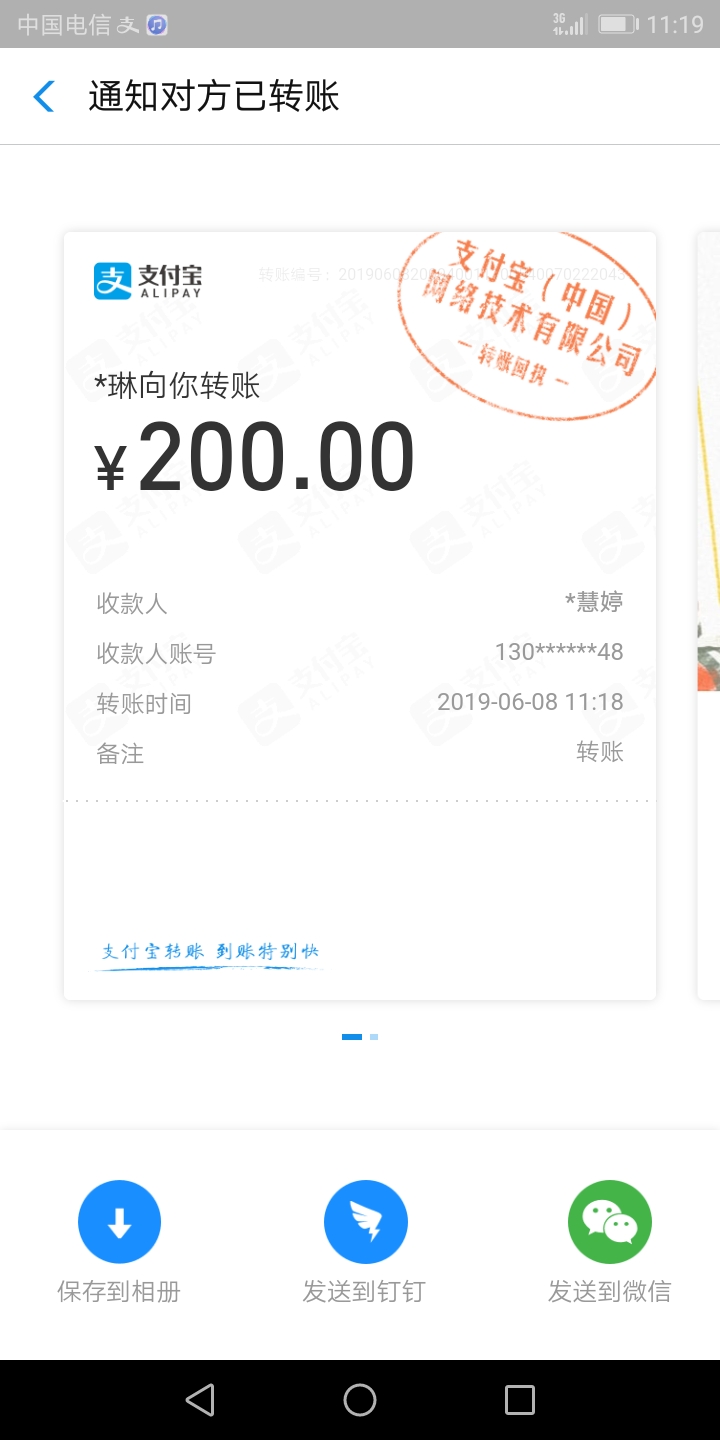 中国电信
3G
11:19
通知对方已转账
支付宝
ALIPAY
转账编号:
支付宝(中国)
网络技术有限公司
— 转账回执 —
*琳向你转账
¥200.00
收款人 *慧婷
收款人账号 130******48
转账时间 2019-06-08 11:18
备注 转账
支付宝转账 到账特别快
保存到相册 发送到钉钉 发送到微信